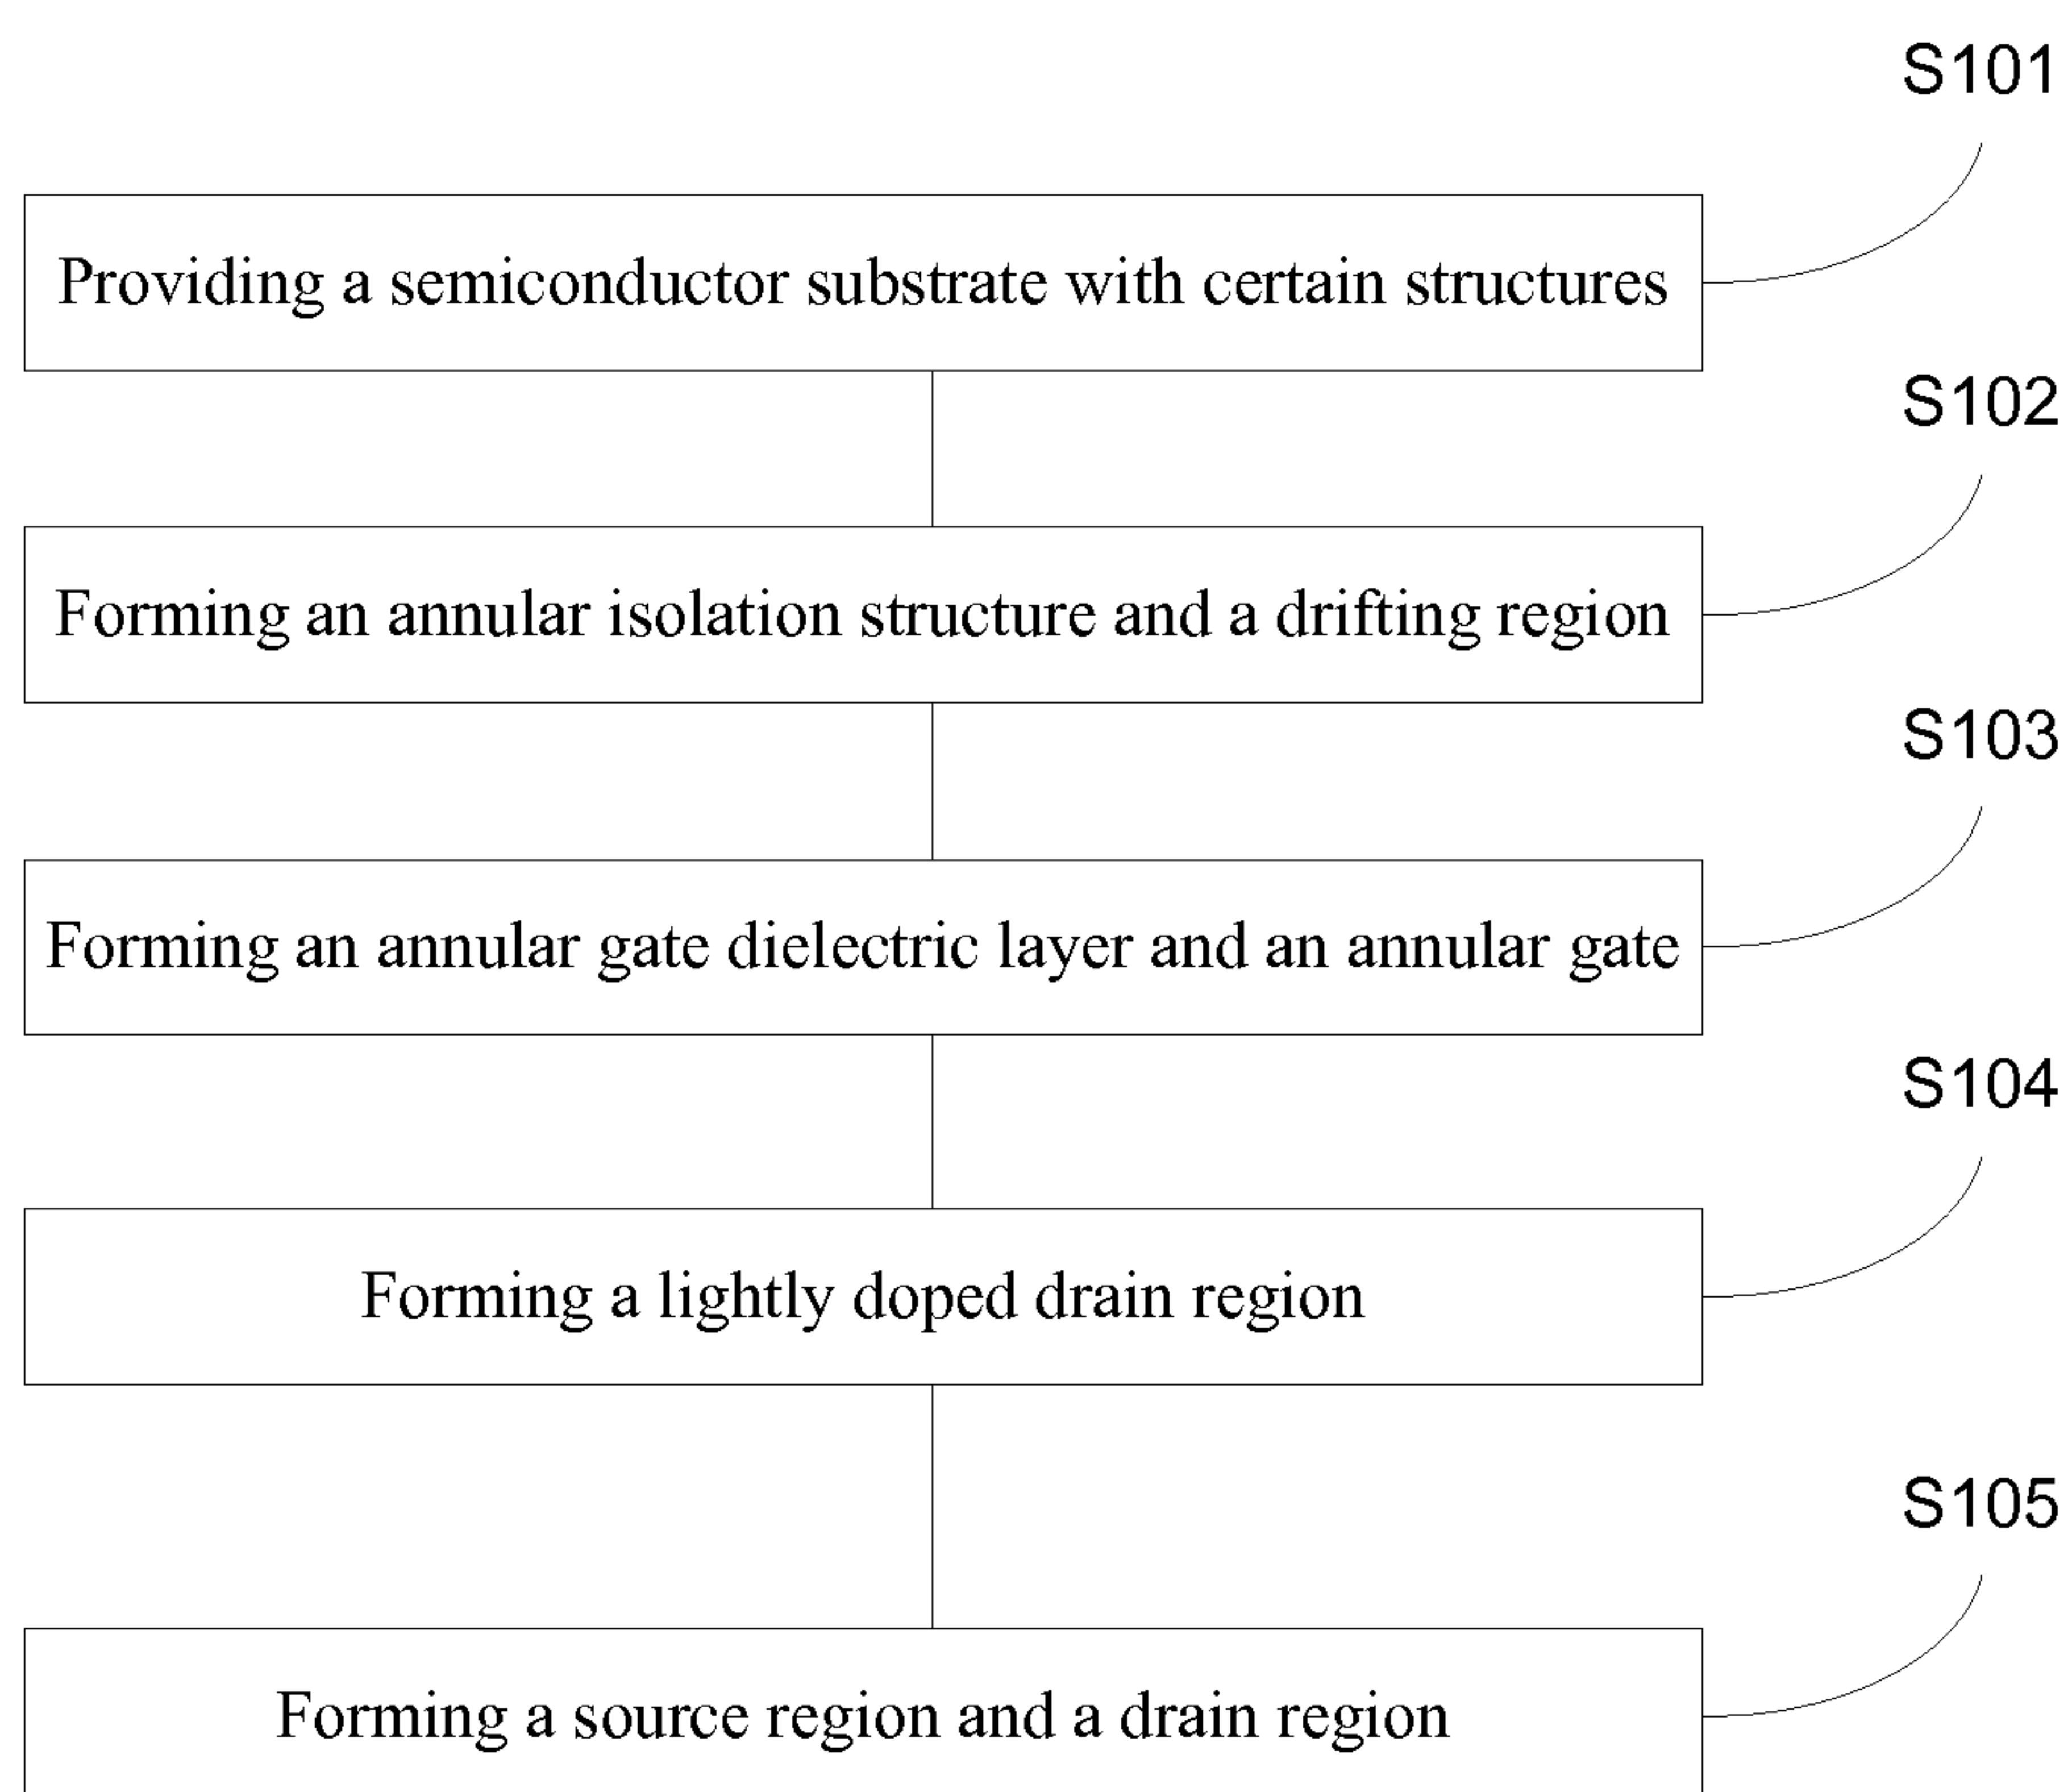 S101
Providing a semiconductor substrate with certain structures
S102
Forming an annular isolation structure and a drifting region
S103
Forming an annular gate dielectric layer and an annular gate
S104
Forming a lightly doped drain region
S105
Forming a source region and a drain region